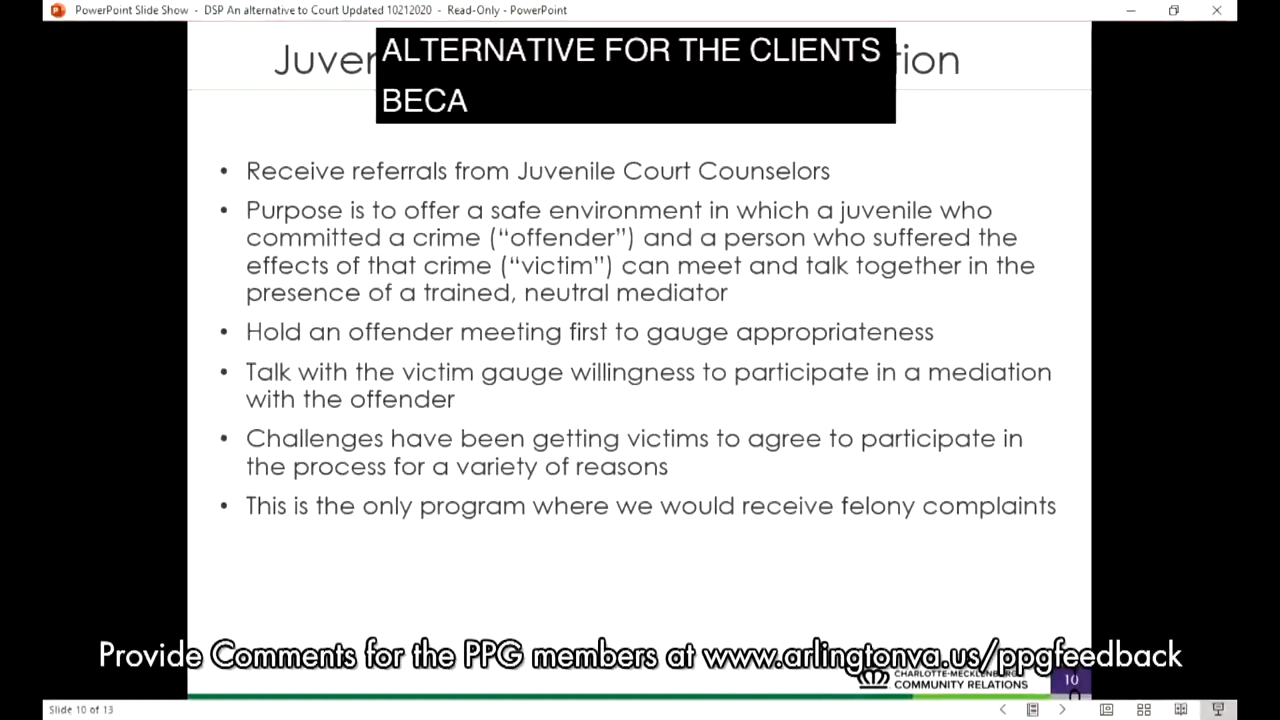 PowerPoint Slide Show - DSP An alternative to Court Updated 10212020 - Read-Only - PowerPoint
ALTERNATIVE FOR THE CLIENTS
BECA
• Receive referrals from Juvenile Court Counselors
• Purpose is to offer a safe environment in which a juvenile who
committed a crime (“offender”) and a person who suffered the
effects of that crime (“victim”) can meet and talk together in the
presence of a trained, neutral mediator
• Hold an offender meeting first to gauge appropriateness
• Talk with the victim gauge willingness to participate in a mediation
with the offender
• Challenges have been getting victims to agree to participate in
the process for a variety of reasons
• This is the only program where we would receive felony complaints
Provide Comments for the PPG members at www.arlingtonva.us/ppgfeedback
CHARLOTTE-MECKLENBURG
COMMUNITY RELATIONS
10
Slide 10 of 13